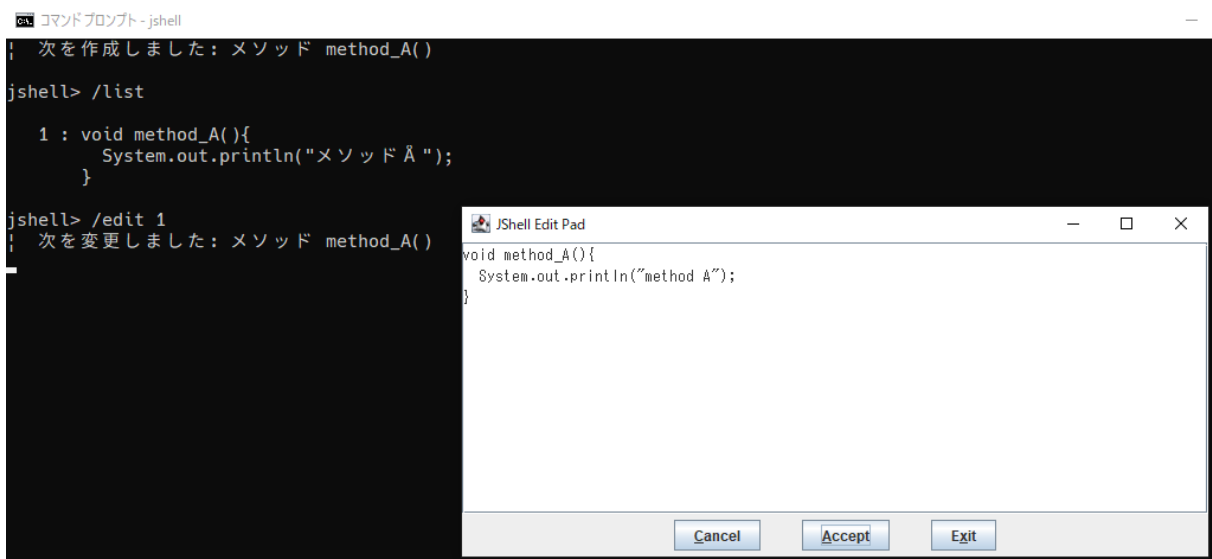 コマンド プロンプト - jshell
¦ 次を作成しました: メソッド method_A()
jshell> /list
1 : void method_A(){
System.out.println("メソッドÅ");
}
jshell> /edit 1
¦ 次を変更しました: メソッド method_A()
JShell Edit Pad
void method_A(){
System.out.println("method A");
}
Cancel
Accept
Exit